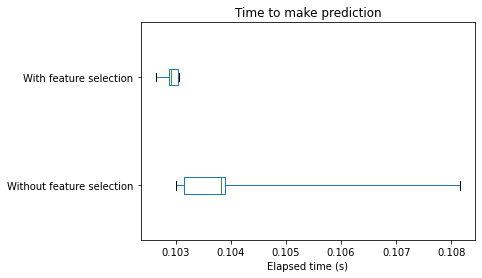 Time to make prediction
With feature selection
Without feature selection
0.103 0.104 0.105 0.106 0.107 0.108
Elapsed time (s)